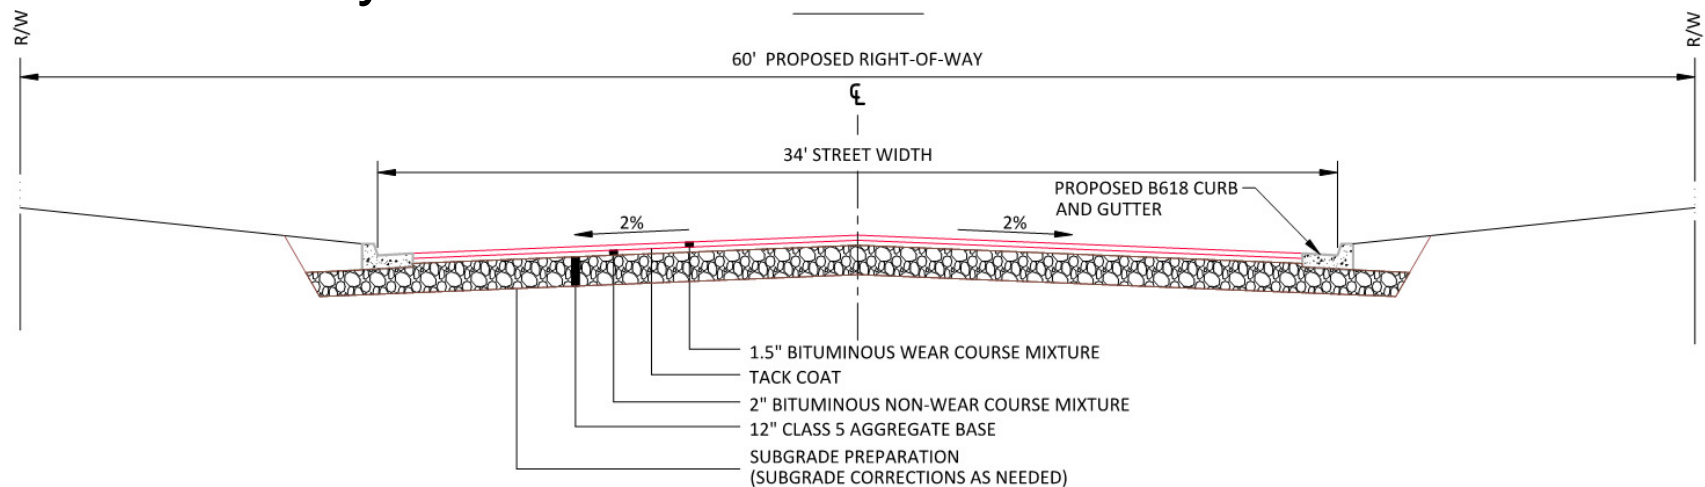 R/W
R/W
60' PROPOSED RIGHT-OF-WAY
℄
34' STREET WIDTH
PROPOSED B618 CURB
AND GUTTER
2%
2%
1.5" BITUMINOUS WEAR COURSE MIXTURE
TACK COAT
2" BITUMINOUS NON-WEAR COURSE MIXTURE
12" CLASS 5 AGGREGATE BASE
SUBGRADE PREPARATION
(SUBGRADE CORRECTIONS AS NEEDED)